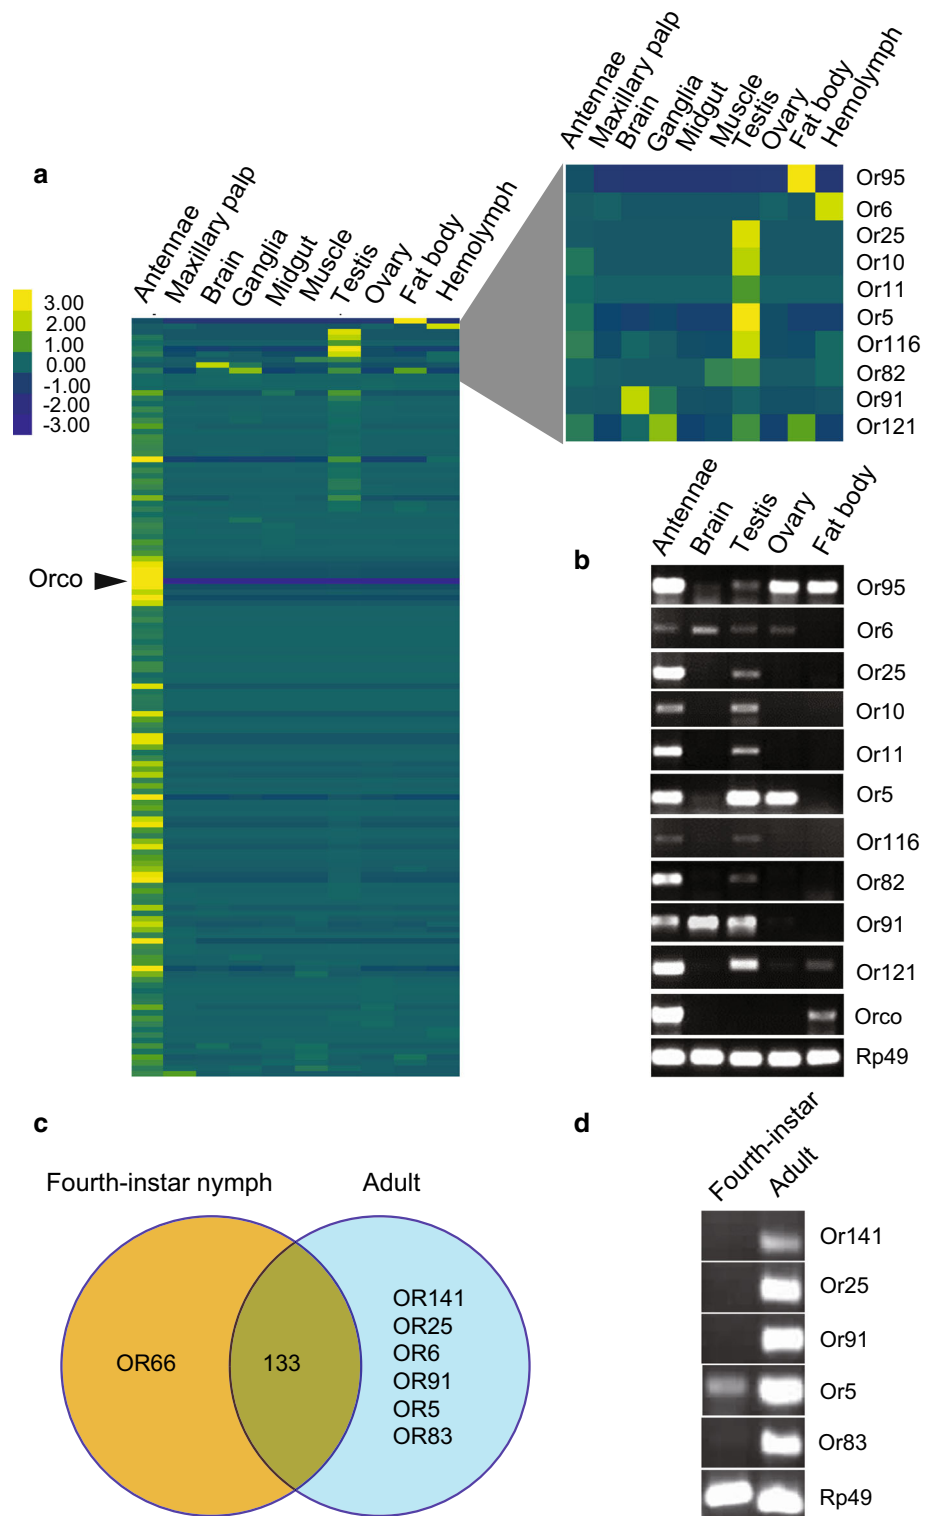 a
Antennae
Maxillary palp
Brain
Ganglia
Midgut
Muscle
Testis
Ovary
Fat body
Hemolymph
3.00
2.00
1.00
0.00
-1.00
-2.00
-3.00
Orco
Antennae
Maxillary palp
Brain
Ganglia
Midgut
Muscle
Testis
Ovary
Fat body
Hemolymph
Or95
Or6
Or25
Or10
Or11
Or5
Or116
Or82
Or91
Or121
b
Antennae
Brain
Testis
Ovary
Fat body
Or95
Or6
Or25
Or10
Or11
Or5
Or116
Or82
Or91
Or121
Orco
Rp49
c
Fourth-instar nymph
Adult
OR66
133
OR141
OR25
OR6
OR91
OR5
OR83
d
Fourth-instar
Adult
Or141
Or25
Or91
Or5
Or83
Rp49